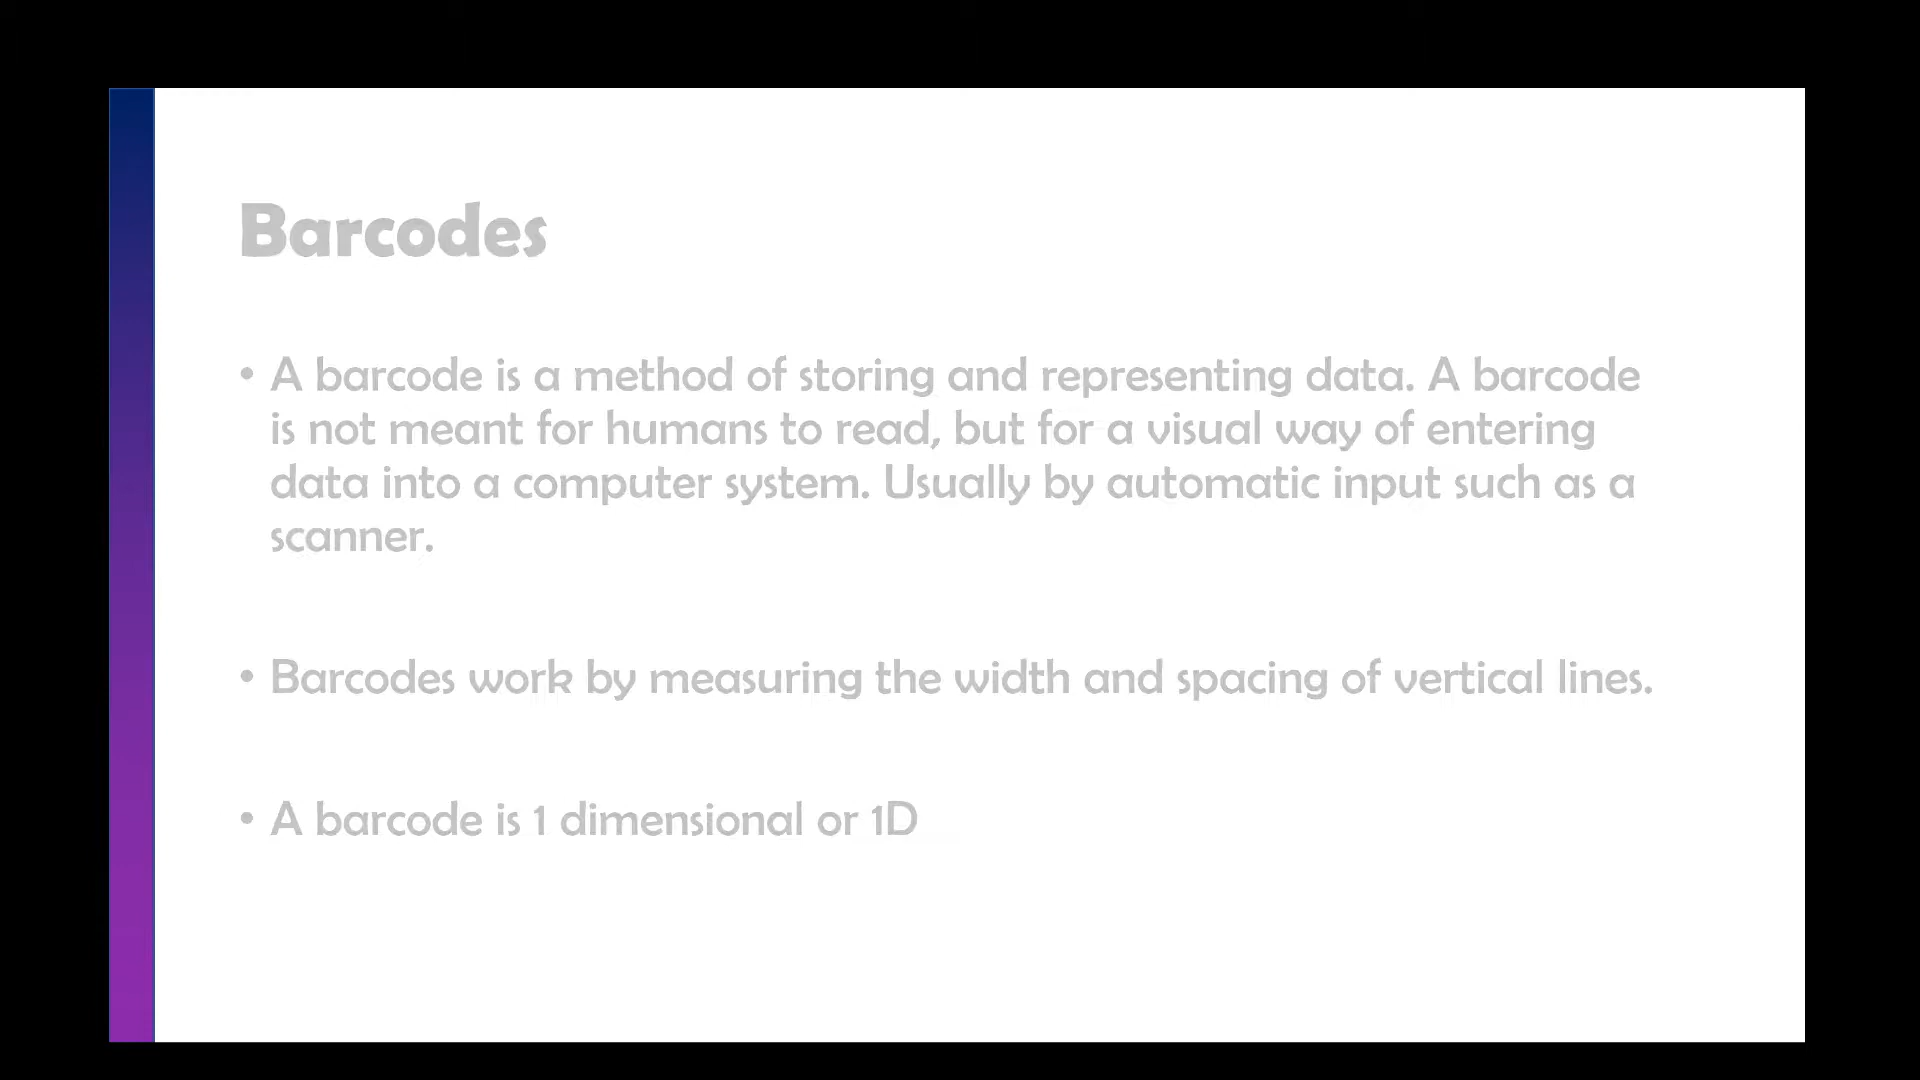 Barcodes
• A barcode is a method of storing and representing data. A barcode
is not meant for humans to read, but for a visual way of entering
data into a computer system. Usually by automatic input such as a
scanner.
• Barcodes work by measuring the width and spacing of vertical lines.
• A barcode is 1 dimensional or 1D